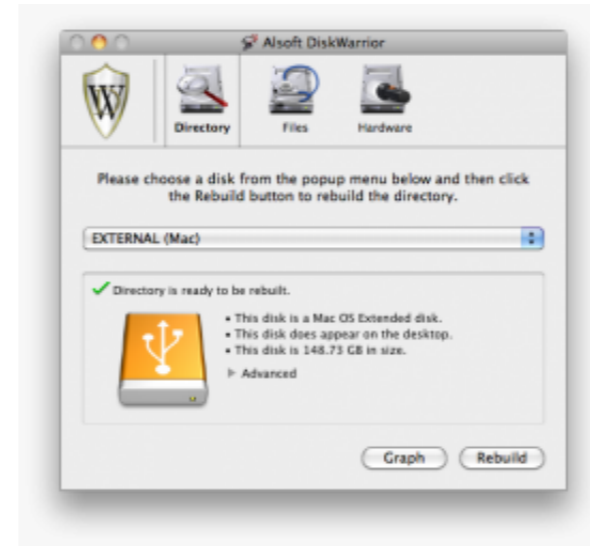 Alsoft DiskWarrior
W
Directory Files Hardware
Please choose a disk from the popup menu below and then click
the Rebuild button to rebuild the directory.
EXTERNAL (Mac)
Directory is ready to be rebuilt.
• This disk is a Mac OS Extended disk.
• This disk does appear on the desktop.
• This disk is 148.73 GB in size.
Advanced
Graph Rebuild